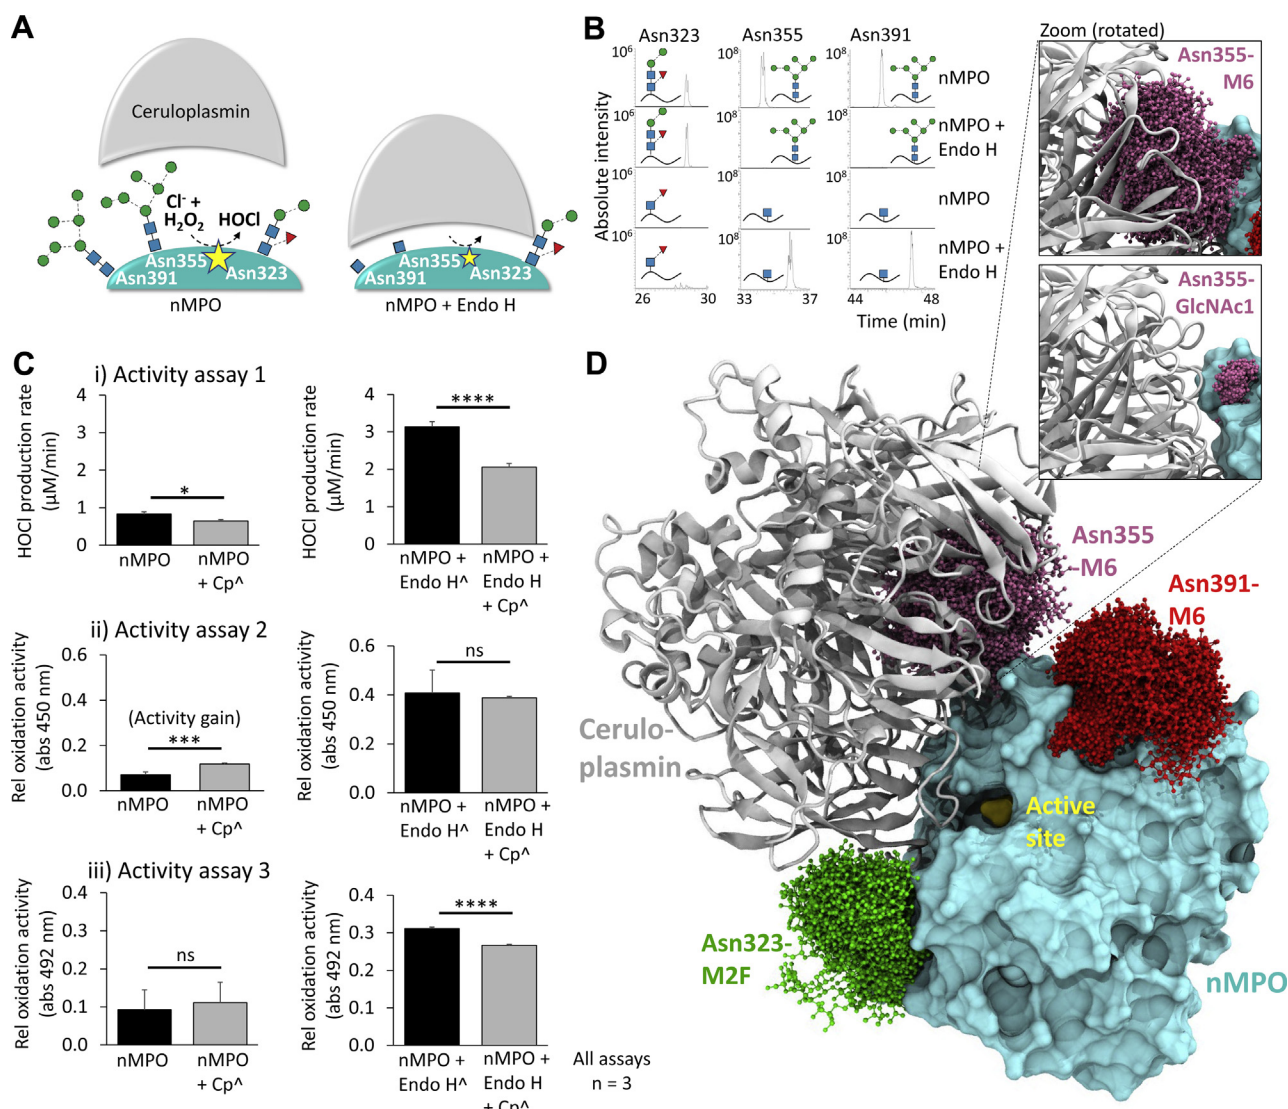 A
Ceruloplasmin
Cl⁻ +
H₂O₂
HOCl
Asn355
Asn391
Asn323
nMPO
Asn355
Asn391
Asn323
nMPO + Endo H
B
Asn323
Asn355
Asn391
Absolute intensity
10⁶
10⁸
10⁸
nMPO
10⁶
10⁸
10⁸
nMPO +
Endo H
10⁶
10⁸
10⁸
nMPO
10⁶
10⁸
10⁸
nMPO +
Endo H
26
30
33
37
44
48
Time (min)
Zoom (rotated)
Asn355-
M6
Asn355-
GlcNAc1
C
i) Activity assay 1
HOCl production rate
(µM/min)
4
3
2
1
0
*
nMPO
nMPO
+ Cp^
HOCl production rate
(µM/min)
4
3
2
1
0
****
nMPO +
Endo H^
nMPO +
Endo H
+ Cp^
ii) Activity assay 2
Rel oxidation activity
(abs 450 nm)
0.6
0.4
0.2
0.0
(Activity gain)
***
nMPO
nMPO
+ Cp^
Rel oxidation activity
(abs 450 nm)
0.6
0.4
0.2
0.0
ns
nMPO +
Endo H^
nMPO +
Endo H
+ Cp^
iii) Activity assay 3
Rel oxidation activity
(abs 492 nm)
0.4
0.3
0.2
0.1
0.0
ns
nMPO
nMPO
+ Cp^
Rel oxidation activity
(abs 492 nm)
0.4
0.3
0.2
0.1
0.0
****
nMPO +
Endo H^
nMPO +
Endo H
+ Cp^
All assays
n = 3
D
Asn355
-M6
Asn391-
M6
Cerulo-
plasmin
Active
site
Asn323-
M2F
nMPO